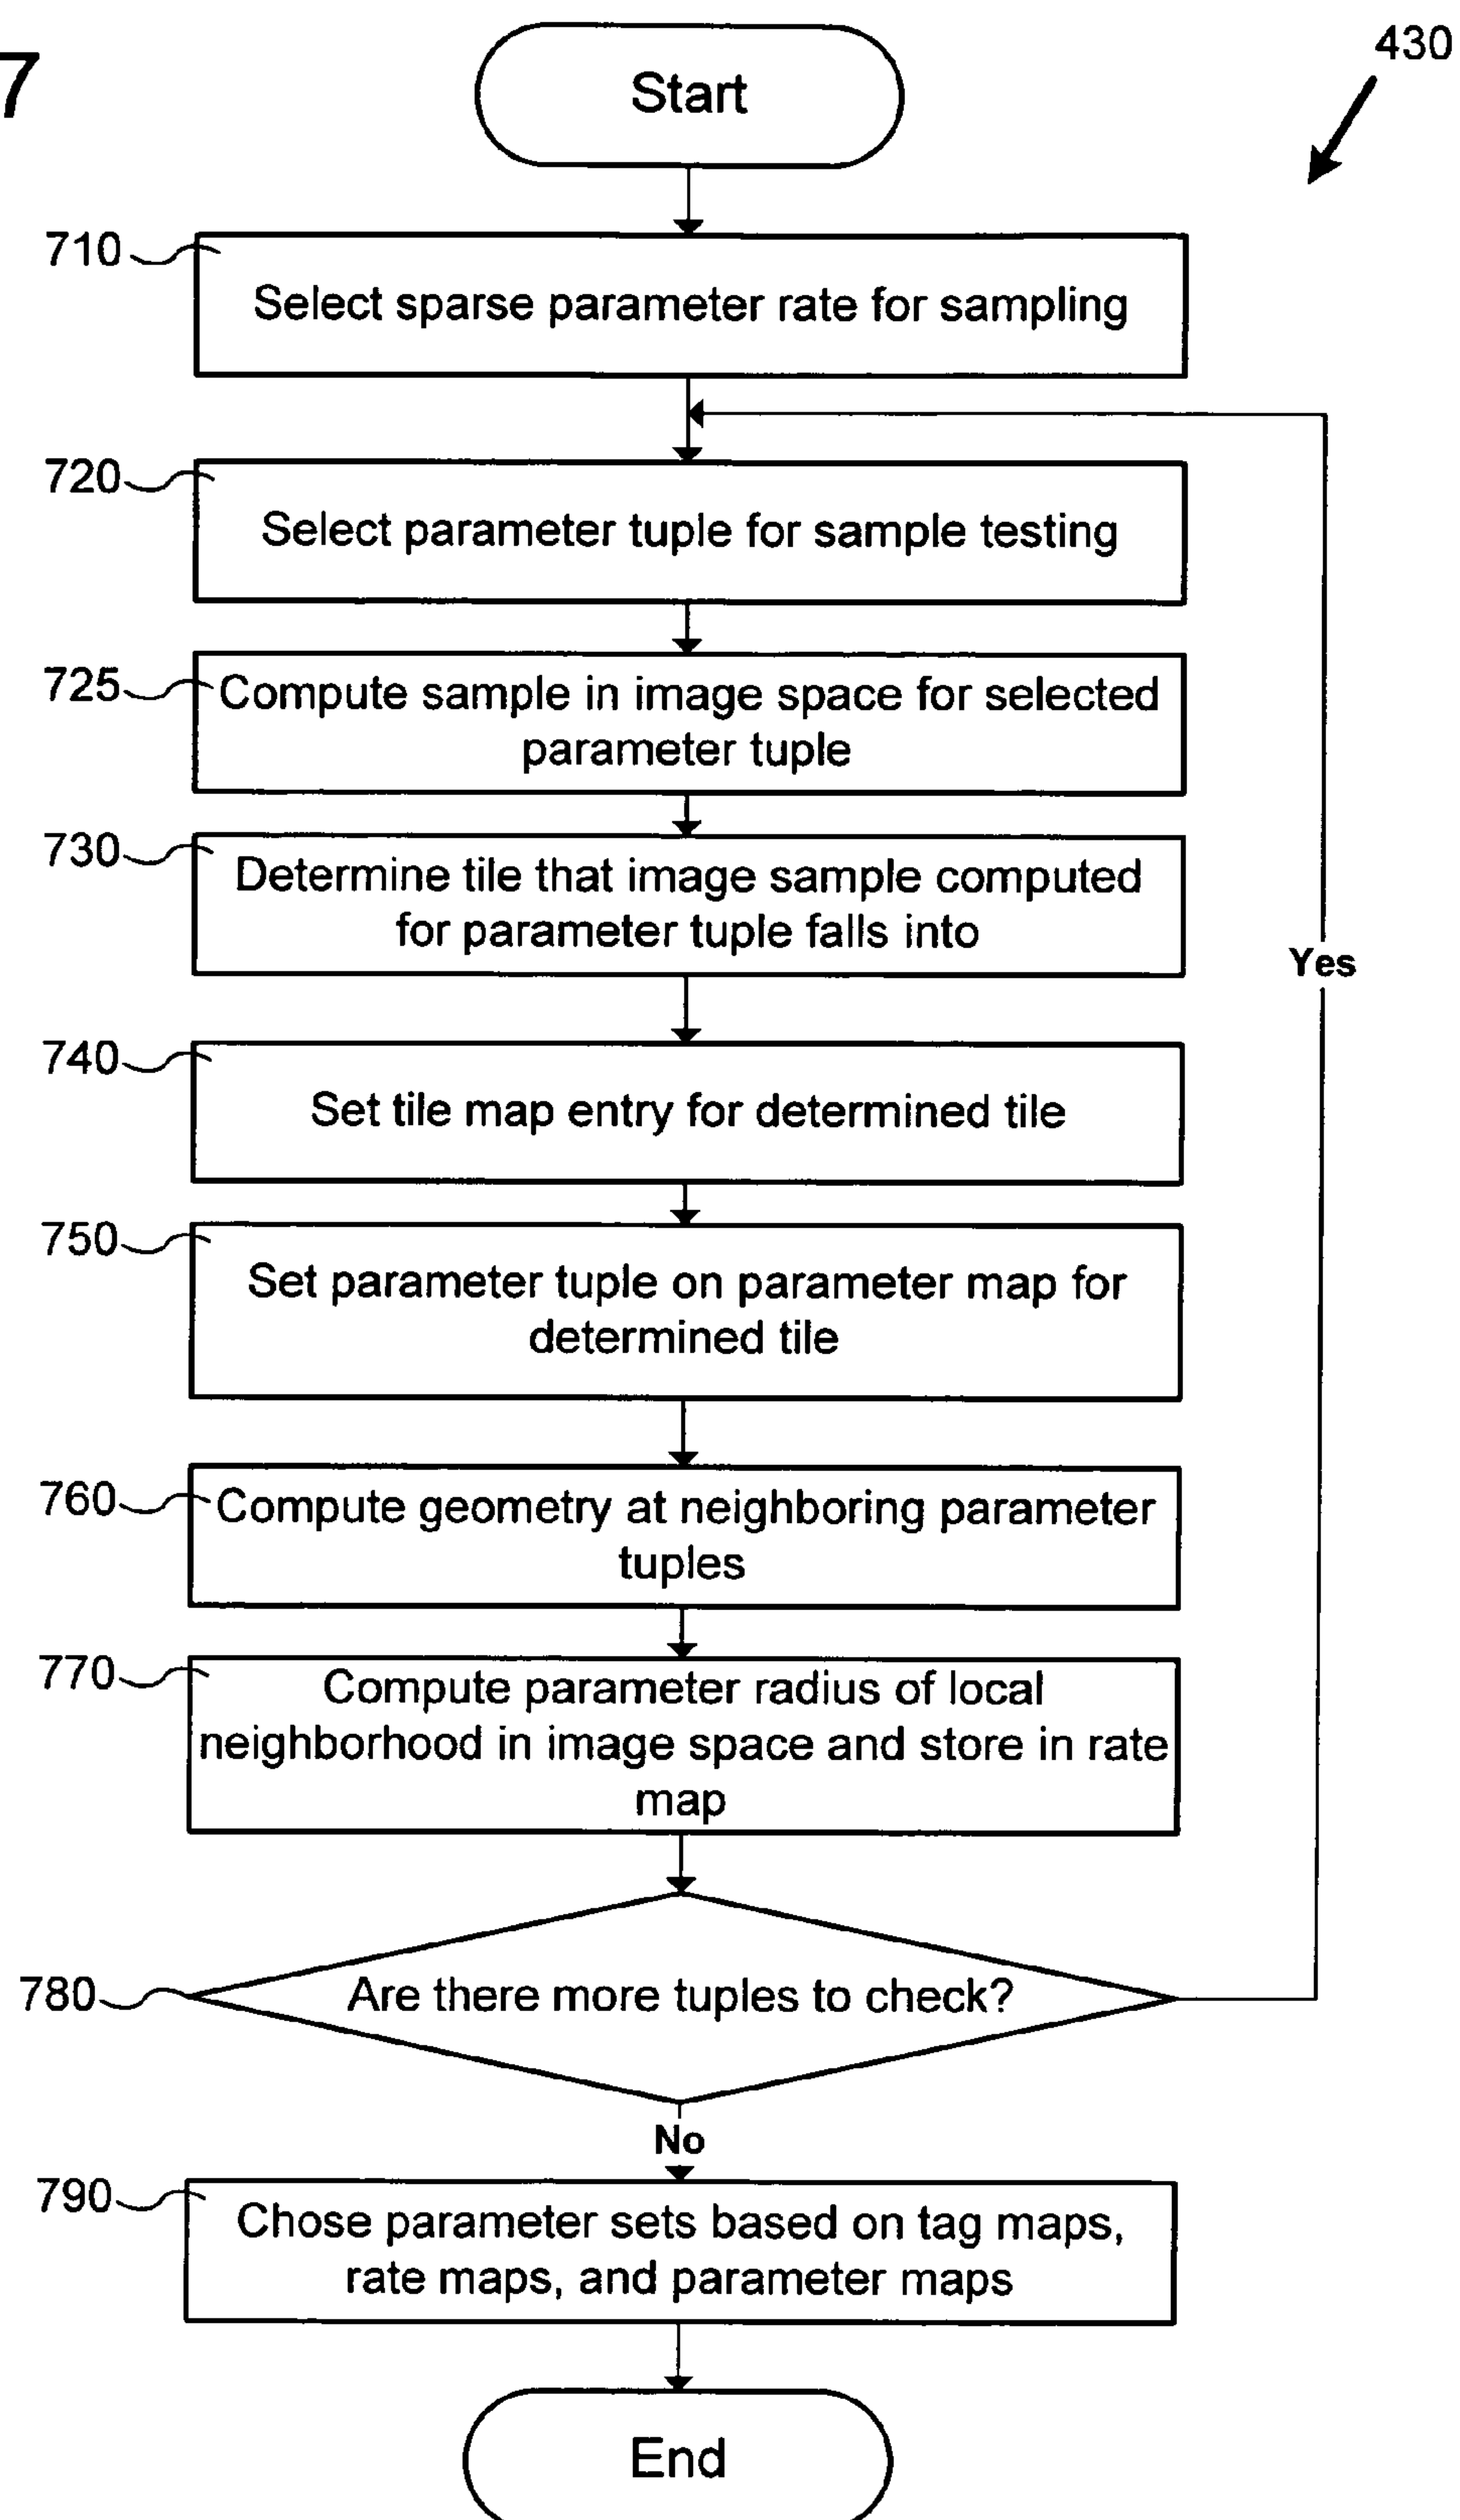 7
430
Start
710
Select sparse parameter rate for sampling
720
Select parameter tuple for sample testing
725
Compute sample in image space for selected
parameter tuple
730
Determine tile that image sample computed
for parameter tuple falls into
Yes
740
Set tile map entry for determined tile
750
Set parameter tuple on parameter map for
determined tile
760
Compute geometry at neighboring parameter
tuples
770
Compute parameter radius of local
neighborhood in image space and store in rate
map
780
Are there more tuples to check?
No
790
Chose parameter sets based on tag maps,
rate maps, and parameter maps
End